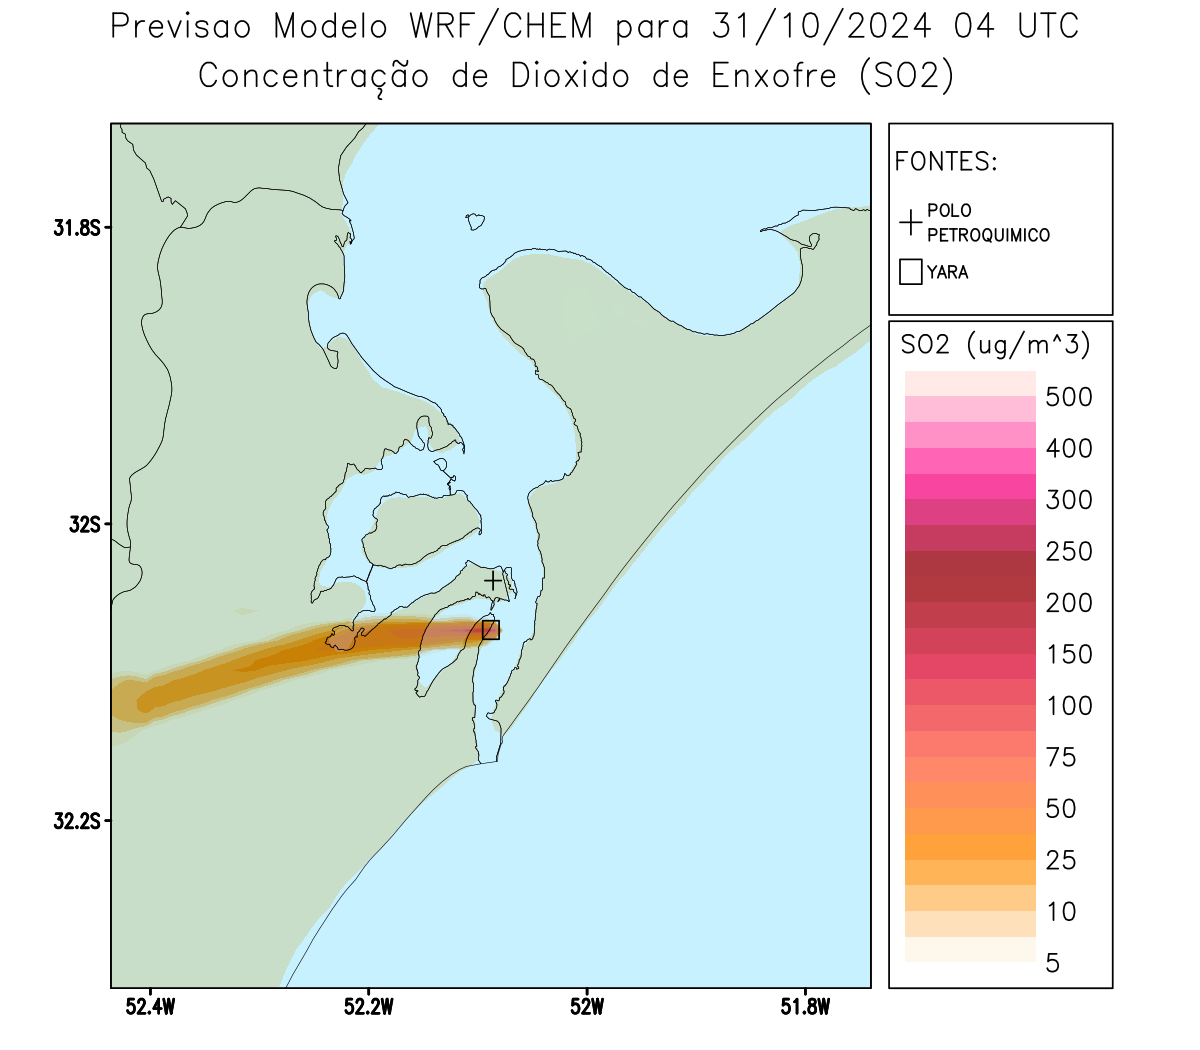 Previsao Modelo WRF/CHEM para 31/10/2024 04 UTC
Concentração de Dioxido de Enxofre (SO2)
FONTES:
POLO
PETROQUIMICO
YARA
SO2 (ug/m^3)
500
400
300
250
200
150
100
75
50
25
10
5
31.8S
32S
32.2S
52.4W
52.2W
52W
51.8W